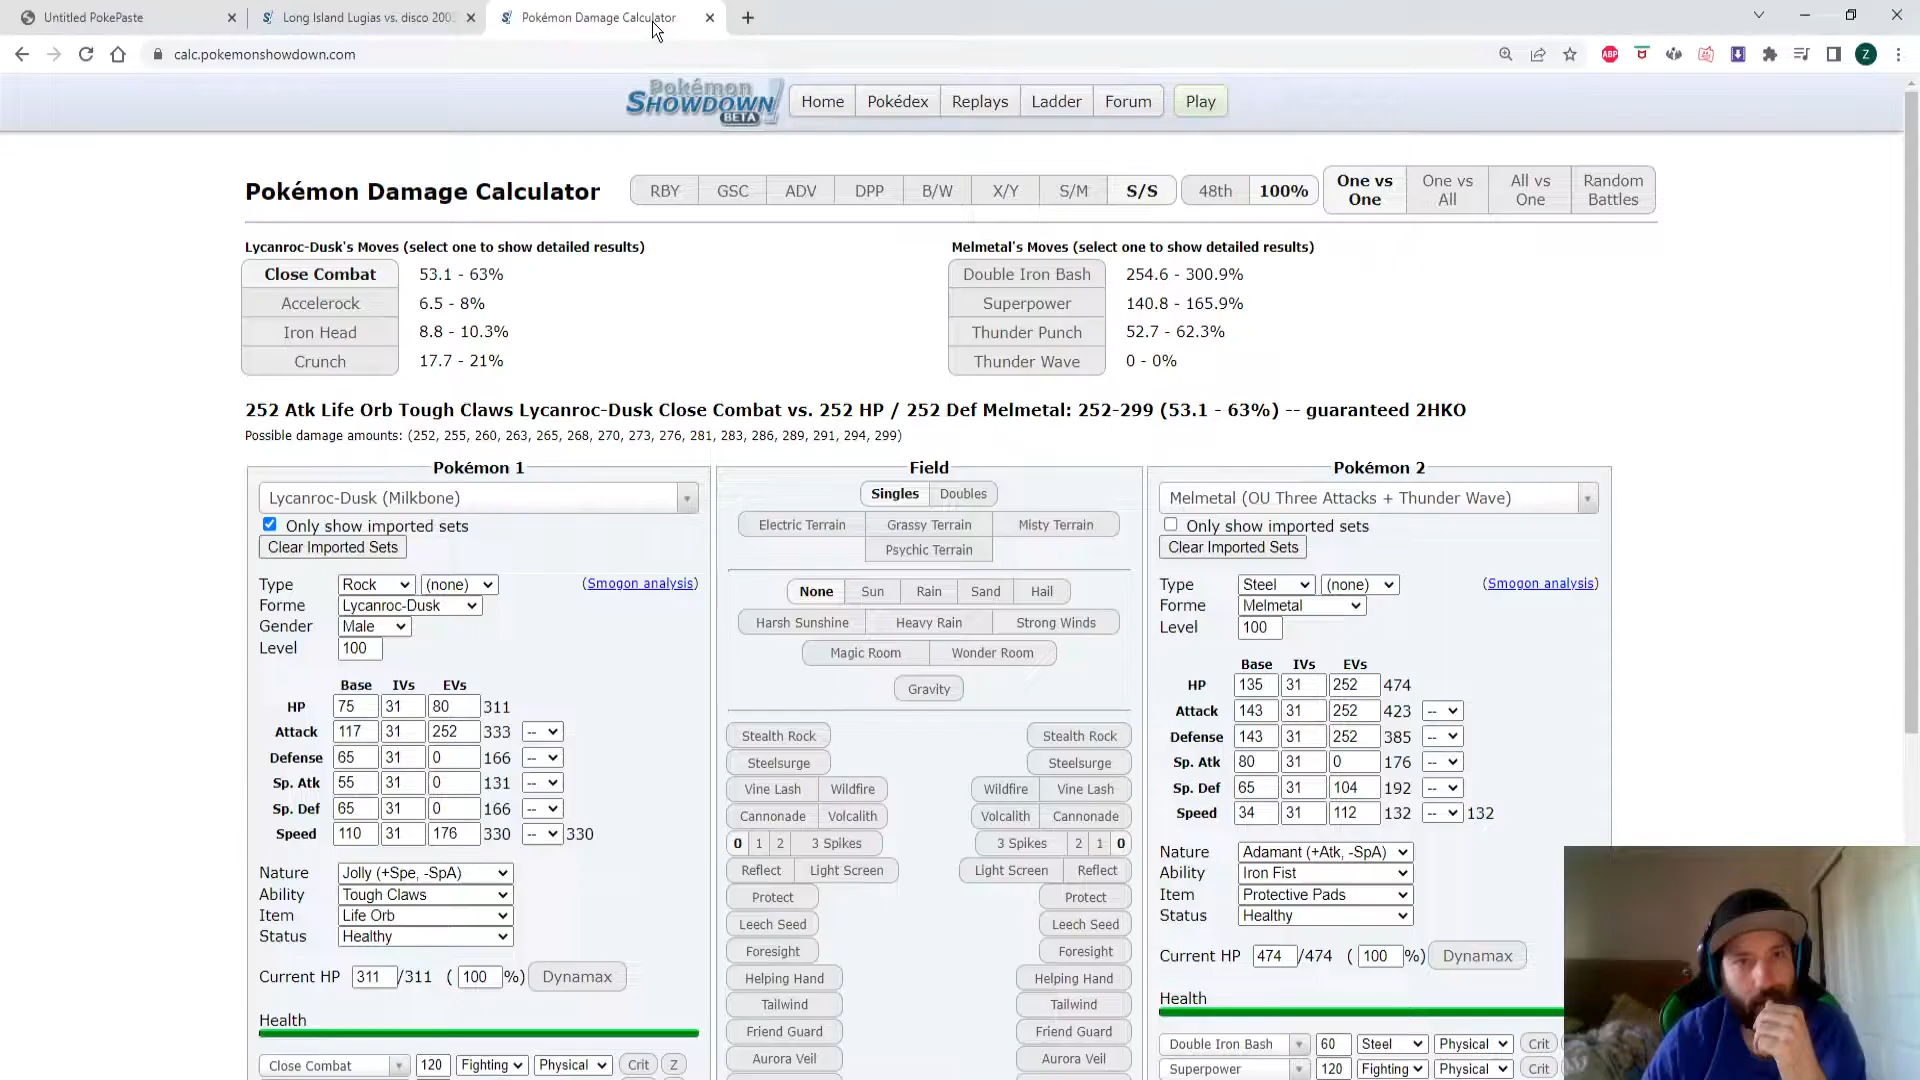 Untitled PokePaste
Long Island Lugias vs. disco 200
Pokémon Damage Calculator
calc.pokemonshowdown.com
ABP
Z
Pokémon
SHOWDOWN!
BETA
Home Pokédex Replays Ladder Forum Play
Pokémon Damage Calculator
RBY GSC ADV DPP B/W X/Y S/M S/S
48th 100%
One vs One
One vs All
All vs One
Random Battles
Lycanroc-Dusk's Moves (select one to show detailed results)
Close Combat 53.1 - 63%
Accelerock 6.5 - 8%
Iron Head 8.8 - 10.3%
Crunch 17.7 - 21%
Melmetal's Moves (select one to show detailed results)
Double Iron Bash 254.6 - 300.9%
Superpower 140.8 - 165.9%
Thunder Punch 52.7 - 62.3%
Thunder Wave 0 - 0%
252 Atk Life Orb Tough Claws Lycanroc-Dusk Close Combat vs. 252 HP / 252 Def Melmetal: 252-299 (53.1 - 63%) -- guaranteed 2HKO
Possible damage amounts: (252, 255, 260, 263, 265, 268, 270, 273, 276, 281, 283, 286, 289, 291, 294, 299)
Pokémon 1
Lycanroc-Dusk (Milkbone)
Only show imported sets
Clear Imported Sets
Type Rock (none) (Smogon analysis)
Forme Lycanroc-Dusk
Gender Male
Level 100
Base IVs EVs
HP 75 31 80 311
Attack 117 31 252 333 --
Defense 65 31 0 166 --
Sp. Atk 55 31 0 131 --
Sp. Def 65 31 0 166 --
Speed 110 31 176 330 -- 330
Nature Jolly (+Spe, -SpA)
Ability Tough Claws
Item Life Orb
Status Healthy
Current HP 311 /311 ( 100 %) Dynamax
Health
Close Combat 120 Fighting Physical Crit Z
Field
Singles Doubles
Electric Terrain Grassy Terrain Misty Terrain
Psychic Terrain
None Sun Rain Sand Hail
Harsh Sunshine Heavy Rain Strong Winds
Magic Room Wonder Room
Gravity
Stealth Rock Stealth Rock
Steelsurge Steelsurge
Vine Lash Wildfire Wildfire Vine Lash
Cannonade Volcalith Volcalith Cannonade
0 1 2 3 Spikes 3 Spikes 2 1 0
Reflect Light Screen Light Screen Reflect
Protect Protect
Leech Seed Leech Seed
Foresight Foresight
Helping Hand Helping Hand
Tailwind Tailwind
Friend Guard Friend Guard
Aurora Veil Aurora Veil
Pokémon 2
Melmetal (OU Three Attacks + Thunder Wave)
Only show imported sets
Clear Imported Sets
Type Steel (none) (Smogon analysis)
Forme Melmetal
Level 100
Base IVs EVs
HP 135 31 252 474
Attack 143 31 252 423 --
Defense 143 31 252 385 --
Sp. Atk 80 31 0 176 --
Sp. Def 65 31 104 192 --
Speed 34 31 112 132 -- 132
Nature Adamant (+Atk, -SpA)
Ability Iron Fist
Item Protective Pads
Status Healthy
Current HP 474 /474 ( 100 %) Dynamax
Health
Double Iron Bash 60 Steel Physical Crit
Superpower 120 Fighting Physical Crit